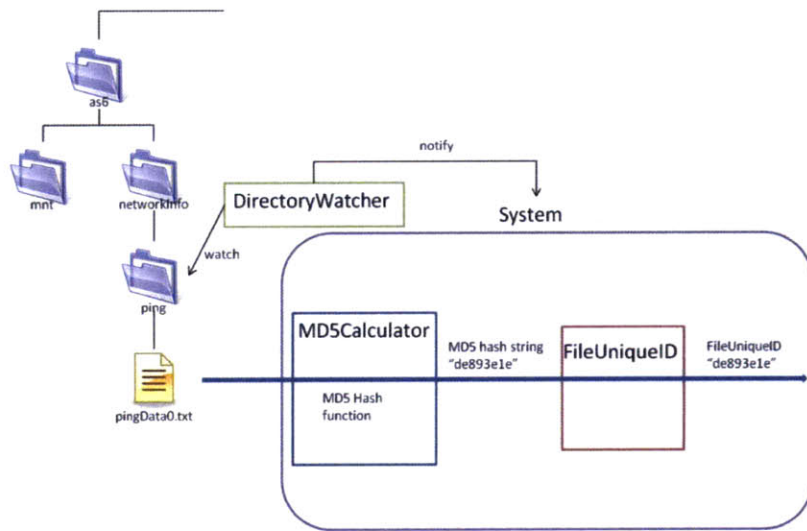 as6
mnt
networkInfo
notify
DirectoryWatcher
System
watch
ping
MD5Calculator
MD5 hash string
"de893e1e"
FileUniqueID
FileUniqueID
"de893e1e"
MD5 Hash
function
pingData0.txt